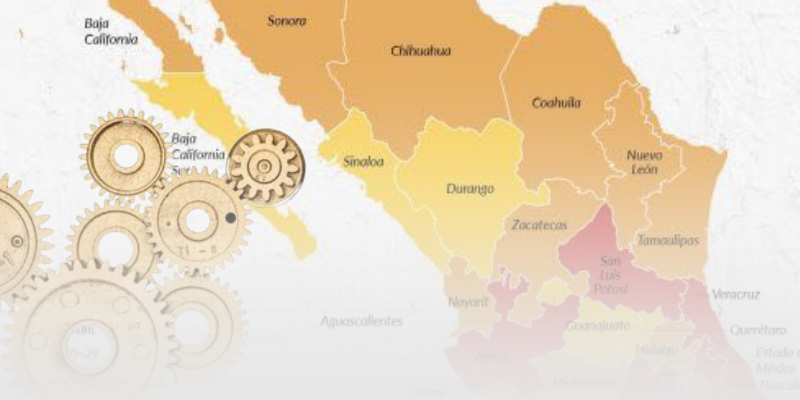 Baja
California
Sonora
Chihuahua
Coahuila
Baja
California
Sinaloa
Nuevo
León
Durango
Zacatecas
Tamaulipas
San
Luis
Potosí
Nayarit
Veracruz
Aguascalientes
Guanajuato
Querétaro
Hidalgo
Estado
México